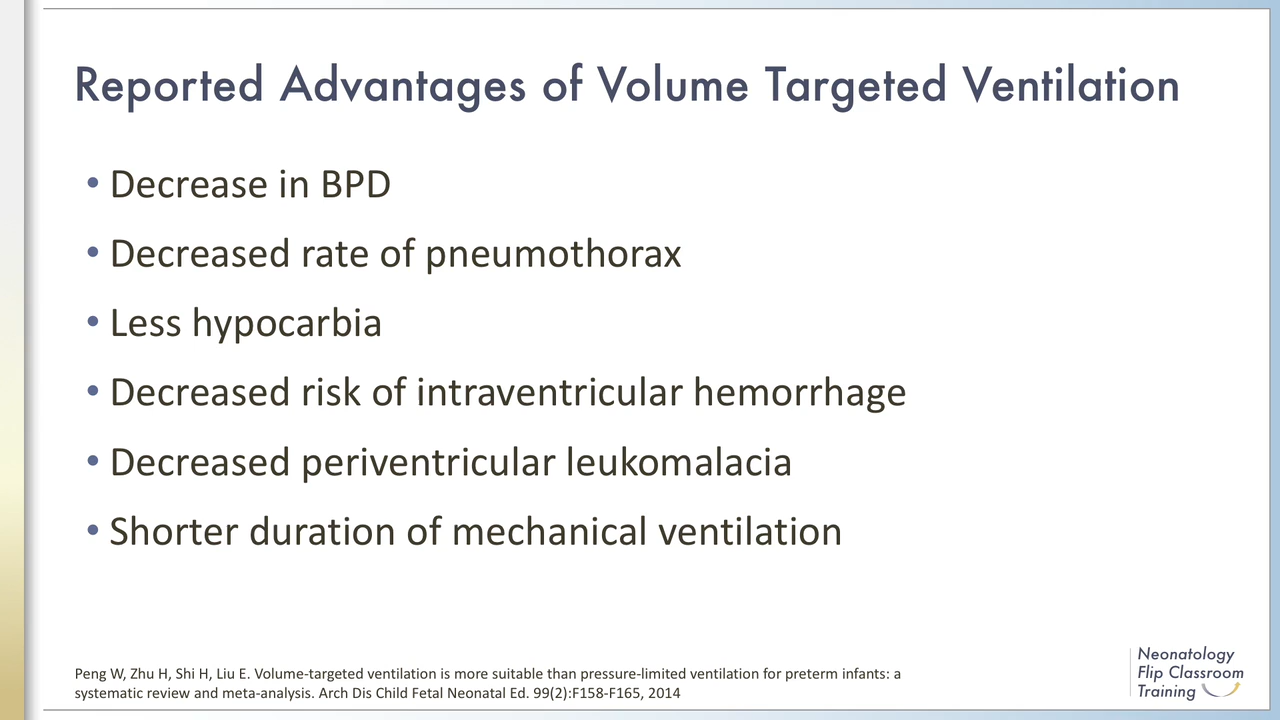 Reported Advantages of Volume Targeted Ventilation
• Decrease in BPD
• Decreased rate of pneumothorax
• Less hypocarbia
• Decreased risk of intraventricular hemorrhage
• Decreased periventricular leukomalacia
• Shorter duration of mechanical ventilation
Peng W, Zhu H, Shi H, Liu E. Volume-targeted ventilation is more suitable than pressure-limited ventilation for preterm infants: a
systematic review and meta-analysis. Arch Dis Child Fetal Neonatal Ed. 99(2):F158-F165, 2014
Neonatology
Flip Classroom
Training